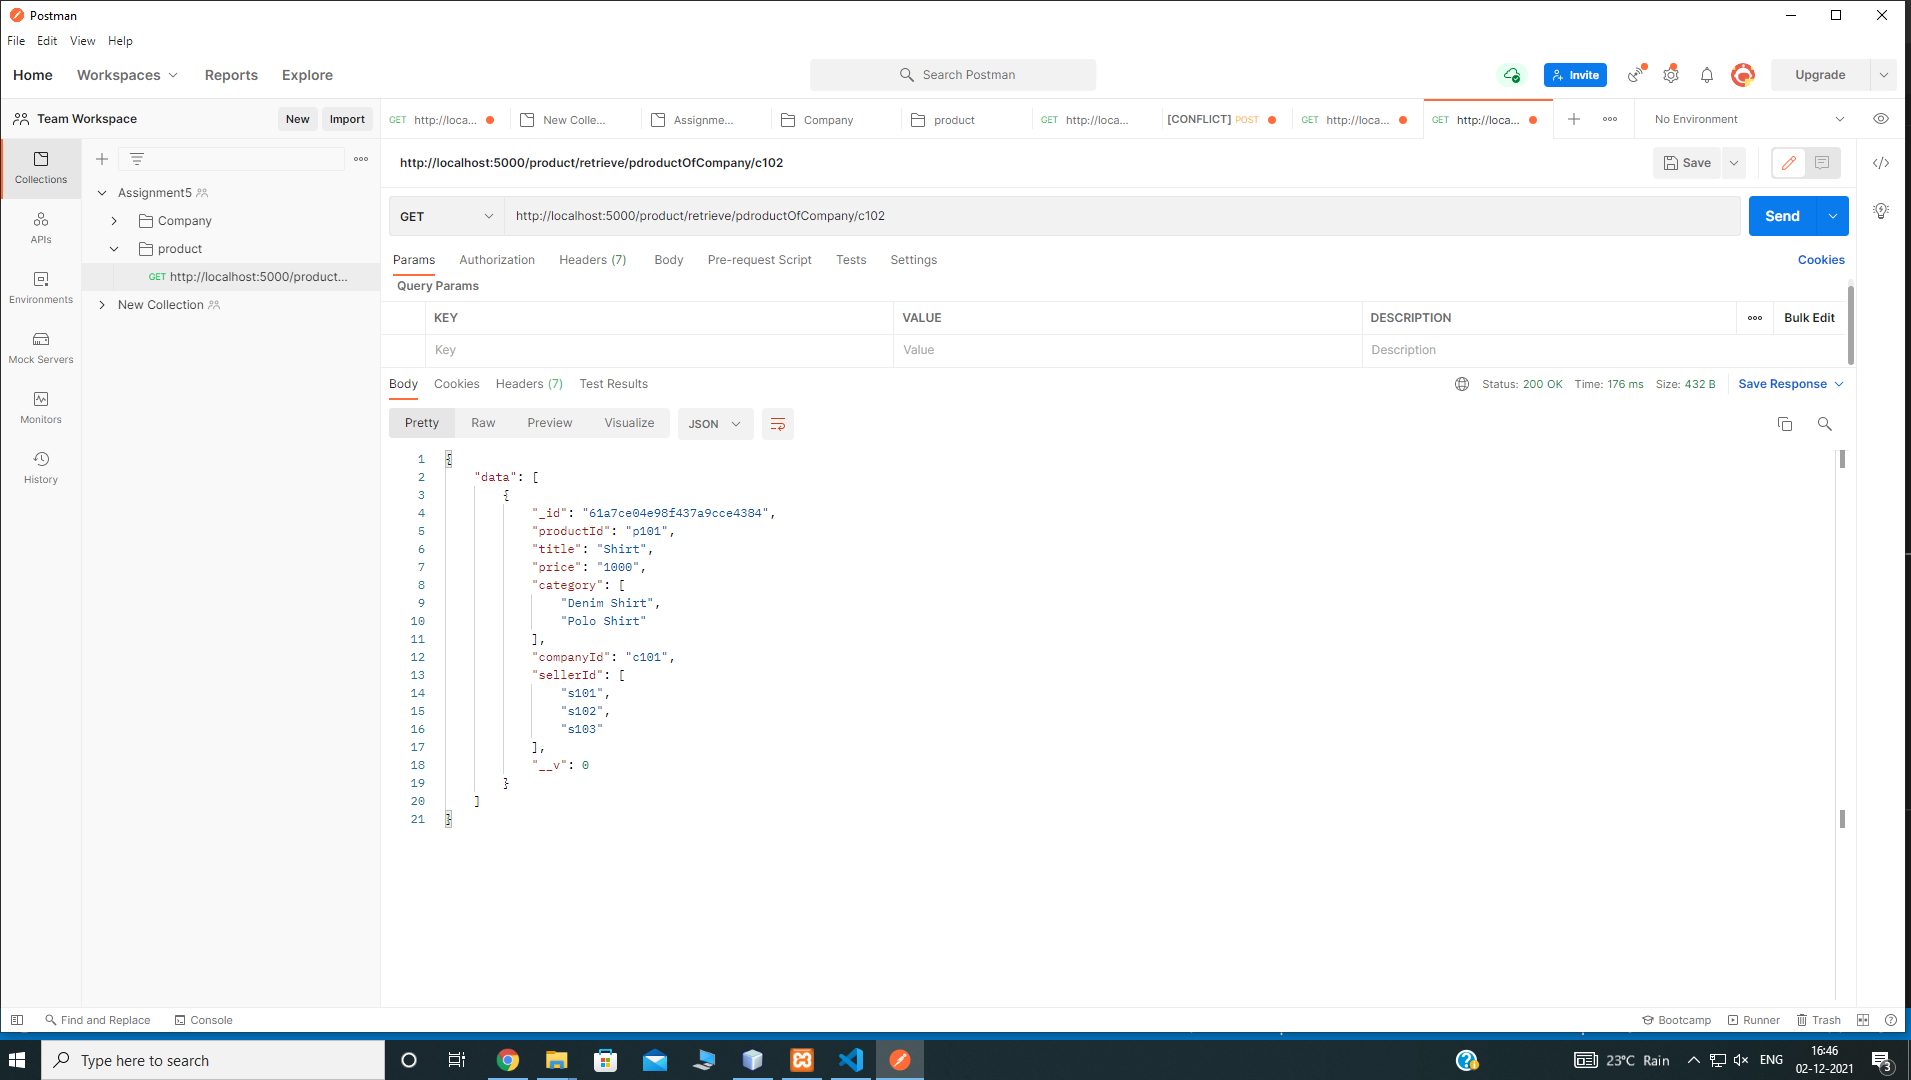 Postman
File Edit View Help
Home Workspaces Reports Explore Search Postman Invite Upgrade
Team Workspace New Import GET http://loca... New Colle... Assignme... Company product GET http://loca... [CONFLICT] POST GET http://loca... GET http://loca... No Environment
Collections
APIs
Environments
Mock Servers
Monitors
History
Assignment5
Company
product
GET http://localhost:5000/product...
New Collection
http://localhost:5000/product/retrieve/pdroductOfCompany/c102 Save
GET http://localhost:5000/product/retrieve/pdroductOfCompany/c102 Send
Params Authorization Headers (7) Body Pre-request Script Tests Settings Cookies
Query Params
KEY VALUE DESCRIPTION Bulk Edit
Key Value Description
Body Cookies Headers (7) Test Results Status: 200 OK Time: 176 ms Size: 432 B Save Response
Pretty Raw Preview Visualize JSON
1 {
2 "data": [
3 {
4 "_id": "61a7ce04e98f437a9cce4384",
5 "productId": "p101",
6 "title": "Shirt",
7 "price": "1000",
8 "category": [
9 "Denim Shirt",
10 "Polo Shirt"
11 ],
12 "companyId": "c101",
13 "sellerId": [
14 "s101",
15 "s102",
16 "s103"
17 ],
18 "__v": 0
19 }
20 ]
21 }
Find and Replace Console Bootcamp Runner Trash
Type here to search 23°C Rain ENG 16:46
02-12-2021 3